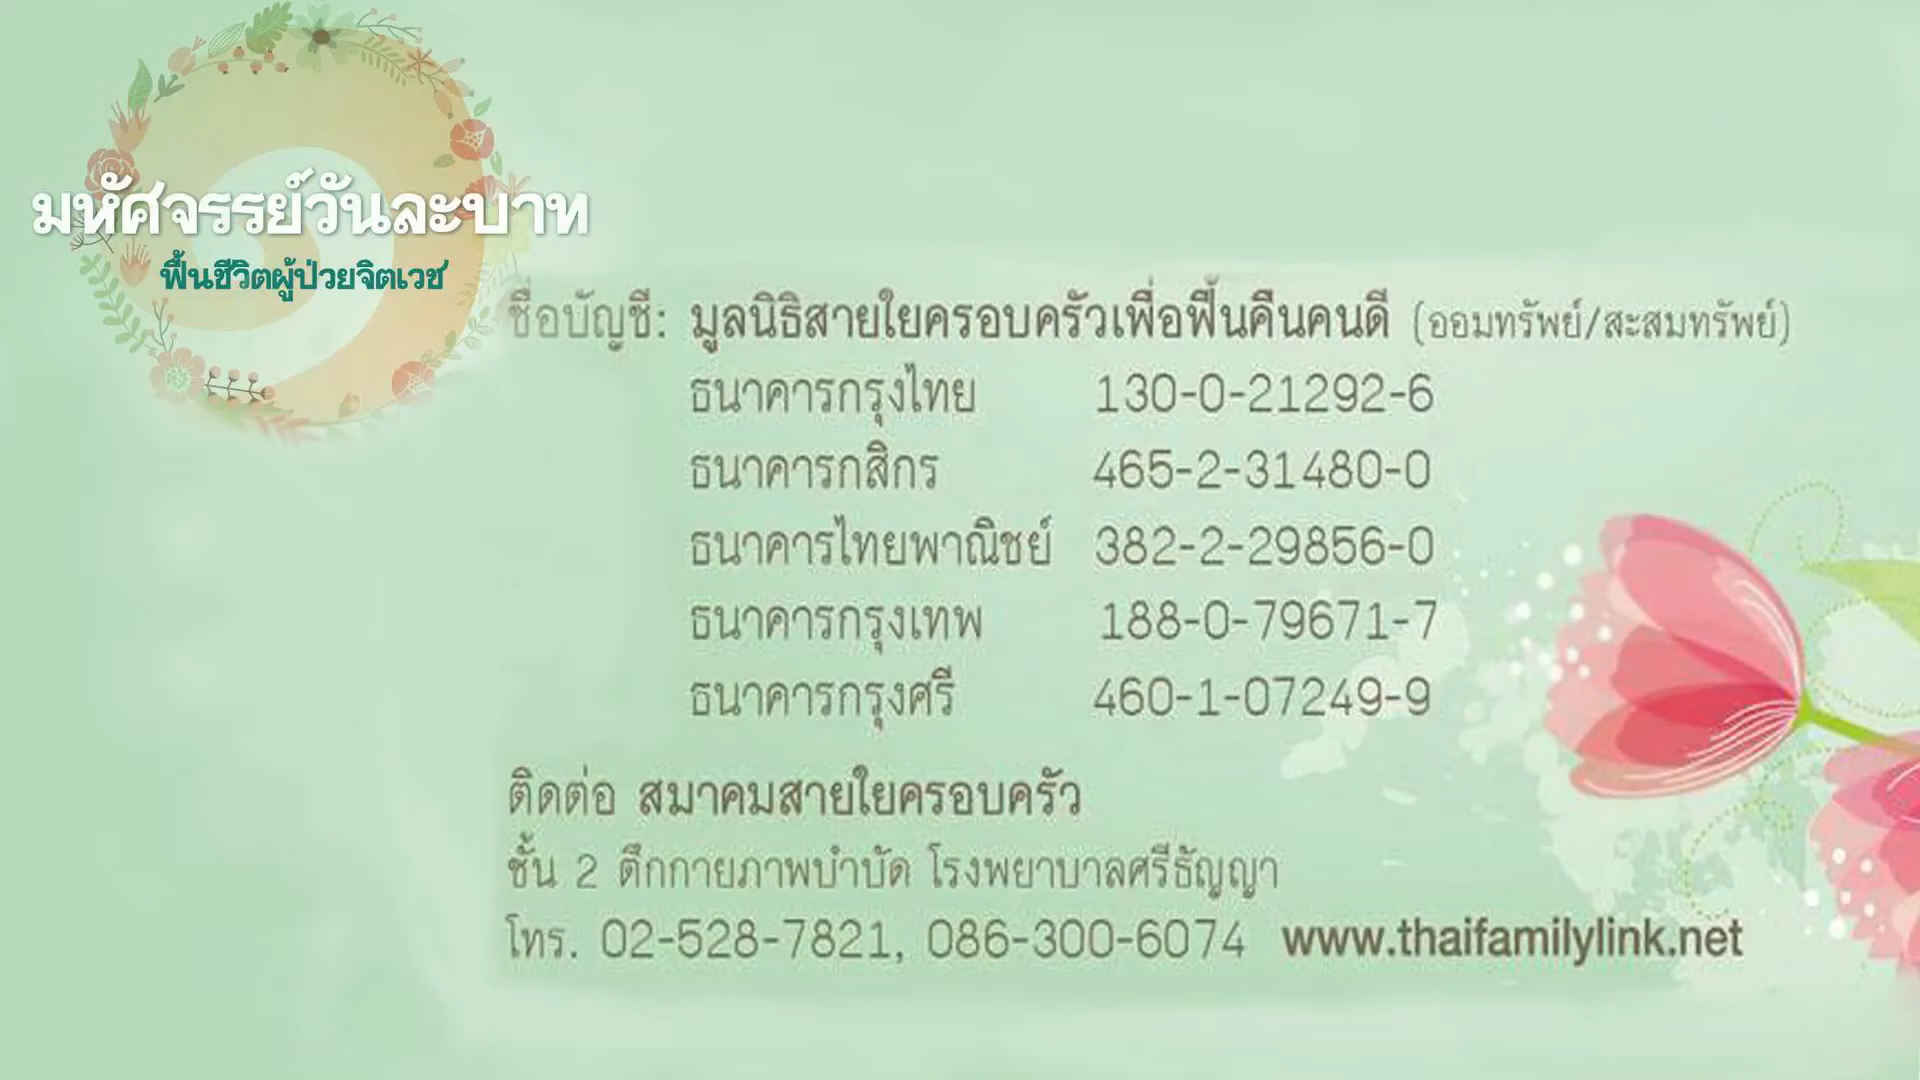 มหัศจรรย์วันละบาท
ฟื้นชีวิตผู้ป่วยจิตเวช
ชื่อบัญชี: มูลนิธิสายใยครอบครัวเพื่อฟื้นคืนคนดี (ออมทรัพย์/สะสมทรัพย์)
ธนาคารกรุงไทย 130-0-21292-6
ธนาคารกสิกร 465-2-31480-0
ธนาคารไทยพาณิชย์ 382-2-29856-0
ธนาคารกรุงเทพ 188-0-79671-7
ธนาคารกรุงศรี 460-1-07249-9
ติดต่อ สมาคมสายใยครอบครัว
ชั้น 2 ตึกกายภาพบำบัด โรงพยาบาลศรีธัญญา
โทร. 02-528-7821, 086-300-6074 www.thaifamilylink.net